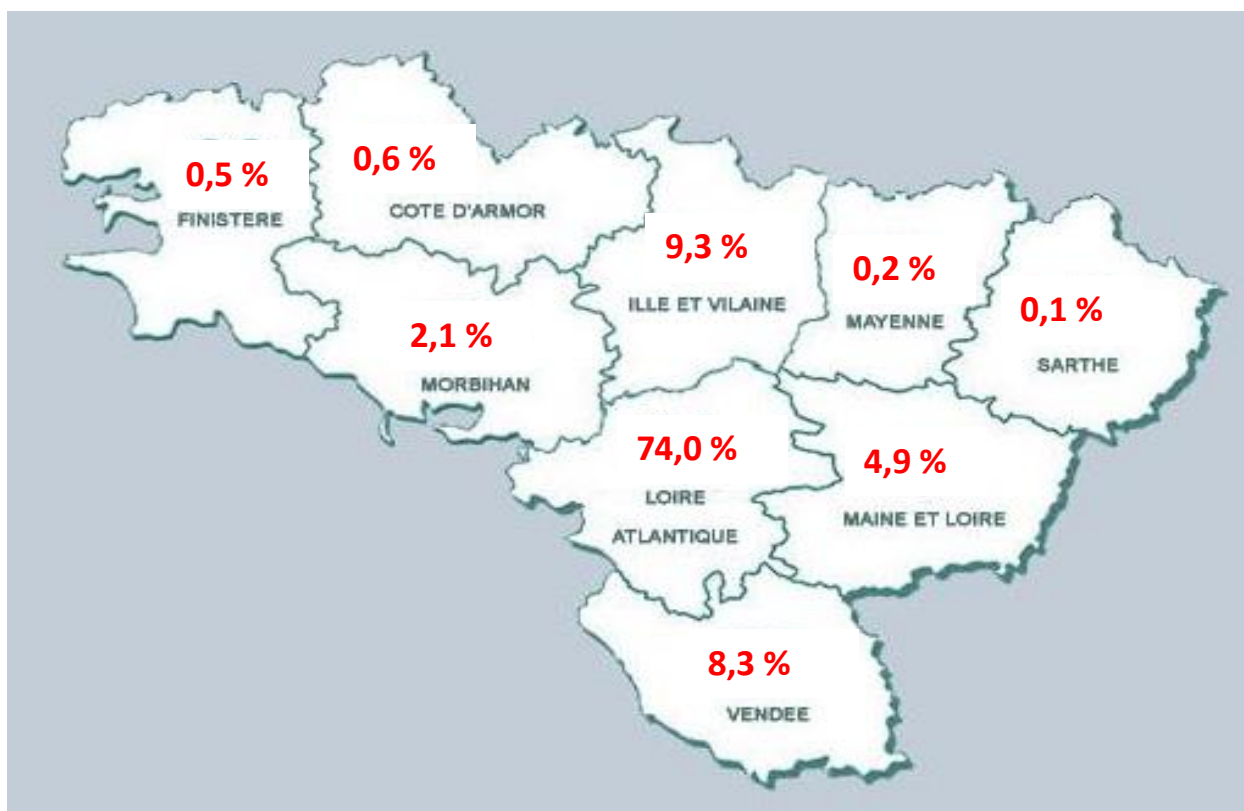 0,5 %
FINISTERE
0,6 %
COTE D'ARMOR
9,3 %
ILLE ET VILAINE
0,2 %
MAYENNE
0,1 %
SARTHE
2,1 %
MORBIHAN
74,0 %
LOIRE
ATLANTIQUE
4,9 %
MAINE ET LOIRE
8,3 %
VENDEE